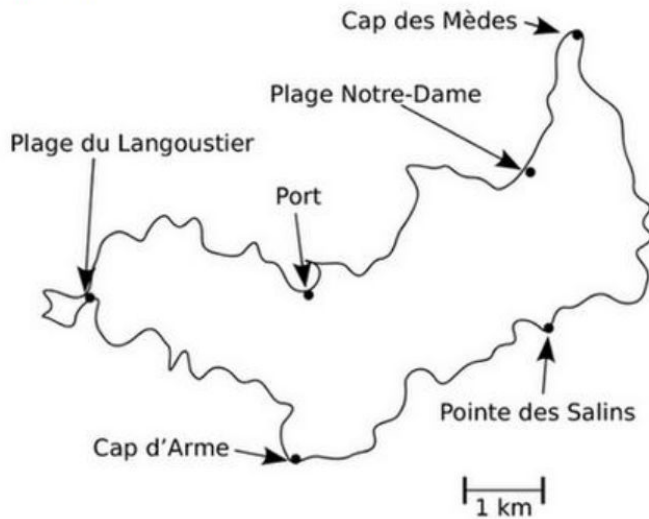 Cap des Mèdes
Plage Notre-Dame
Plage du Langoustier
Port
Pointe des Salins
Cap d'Arme
1 km